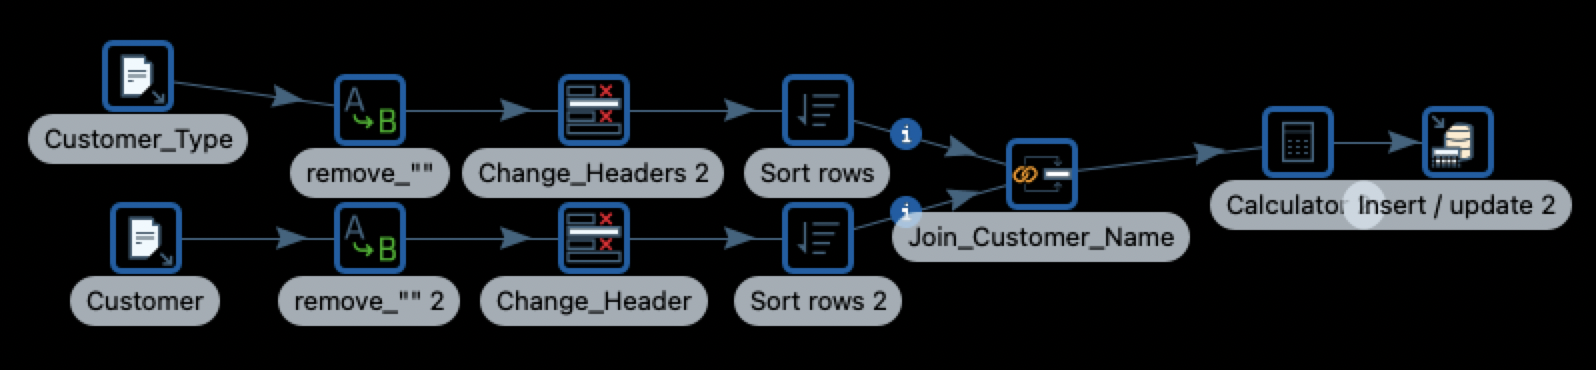 Customer_Type
A
B
remove_""
Change_Headers 2
Sort rows
i
Customer
A
B
remove_"" 2
Change_Header
Sort rows 2
i
Join_Customer_Name
Calculator
Insert / update 2